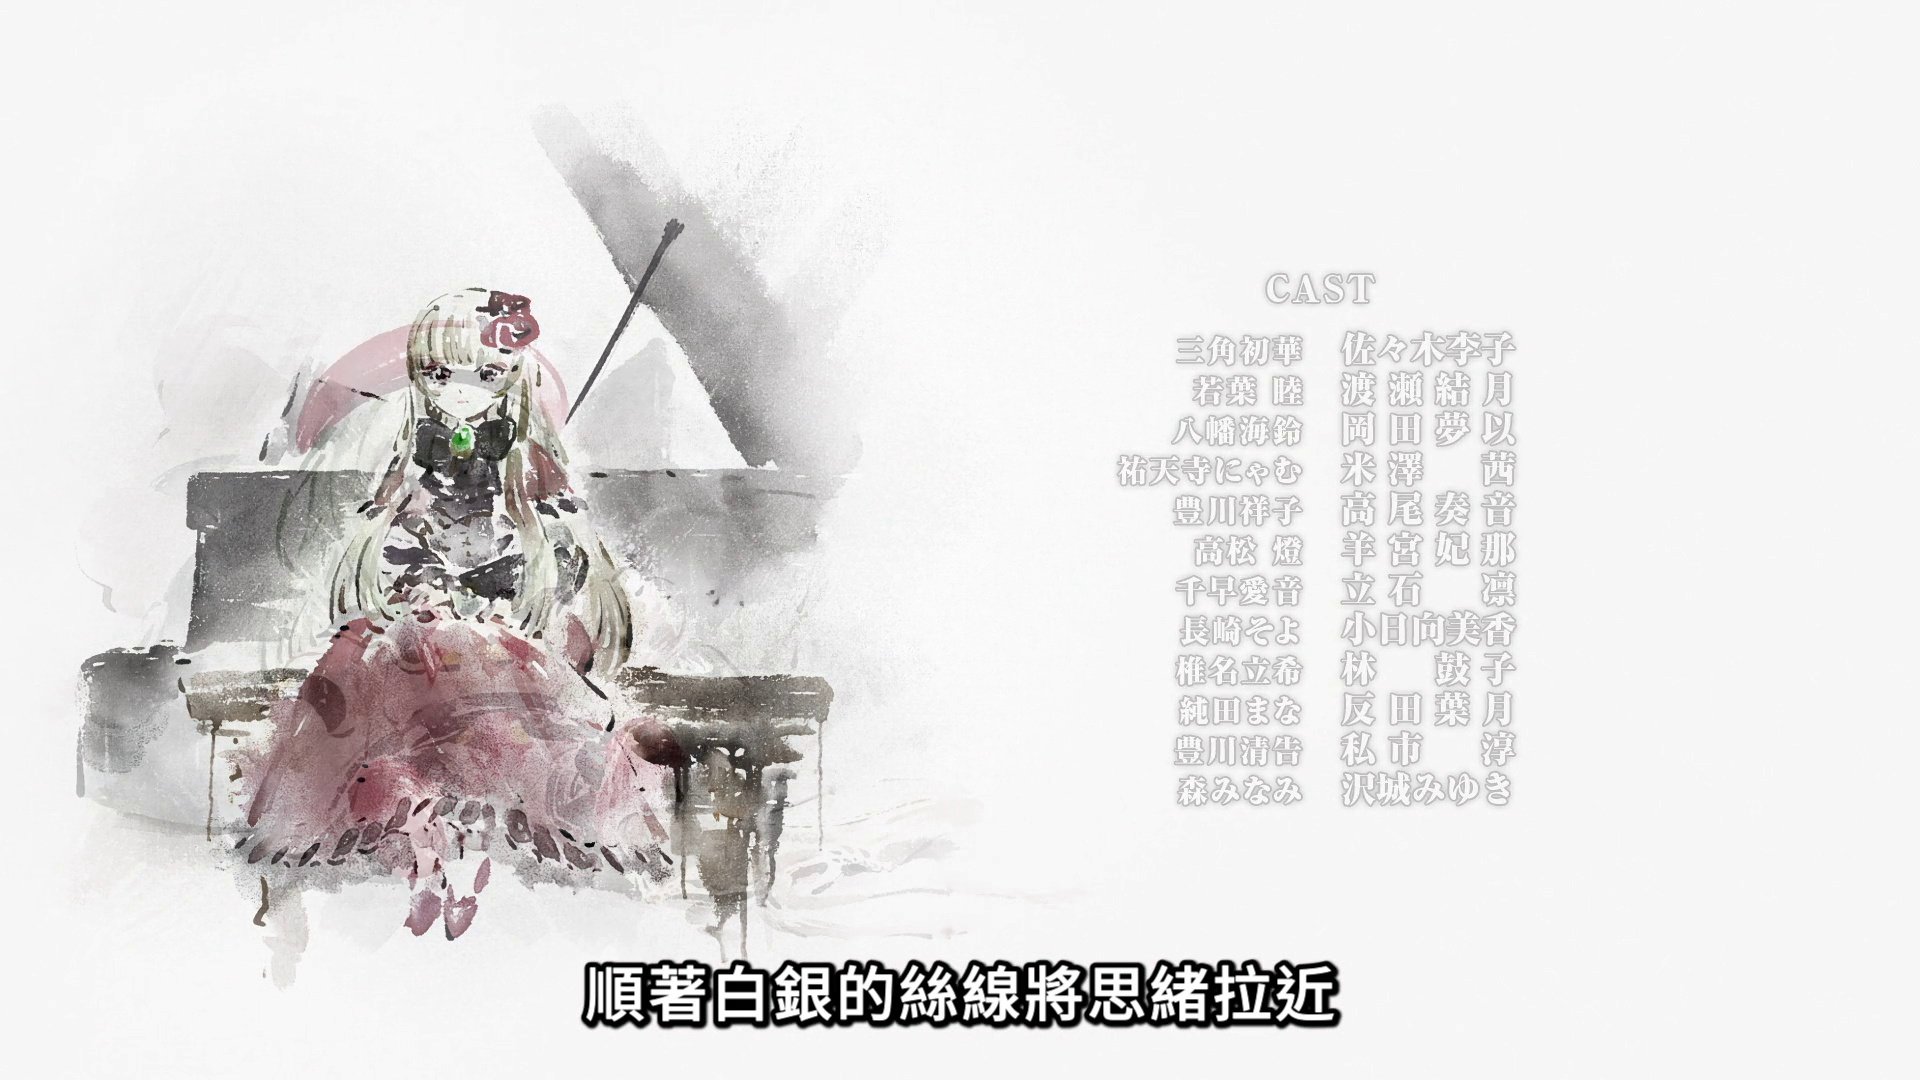 CAST
三角初華 佐々木李子
若葉 睦 渡瀬結月
八幡海鈴 岡田夢以
祐天寺にゃむ 米澤 茜
豊川祥子 高尾奏音
高松 燈 羊宮妃那
千早愛音 立石 凛
長崎そよ 小日向美香
椎名立希 林 鼓子
純田まな 反田葉月
豊川清告 私市 淳
森みなみ 沢城みゆき
順著白銀的絲線將思緒拉近